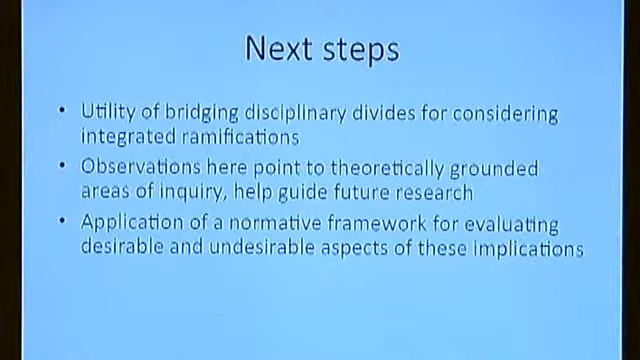 Next steps
• Utility of bridging disciplinary divides for considering
integrated ramifications
• Observations here point to theoretically grounded
areas of inquiry, help guide future research
• Application of a normative framework for evaluating
desirable and undesirable aspects of these implications